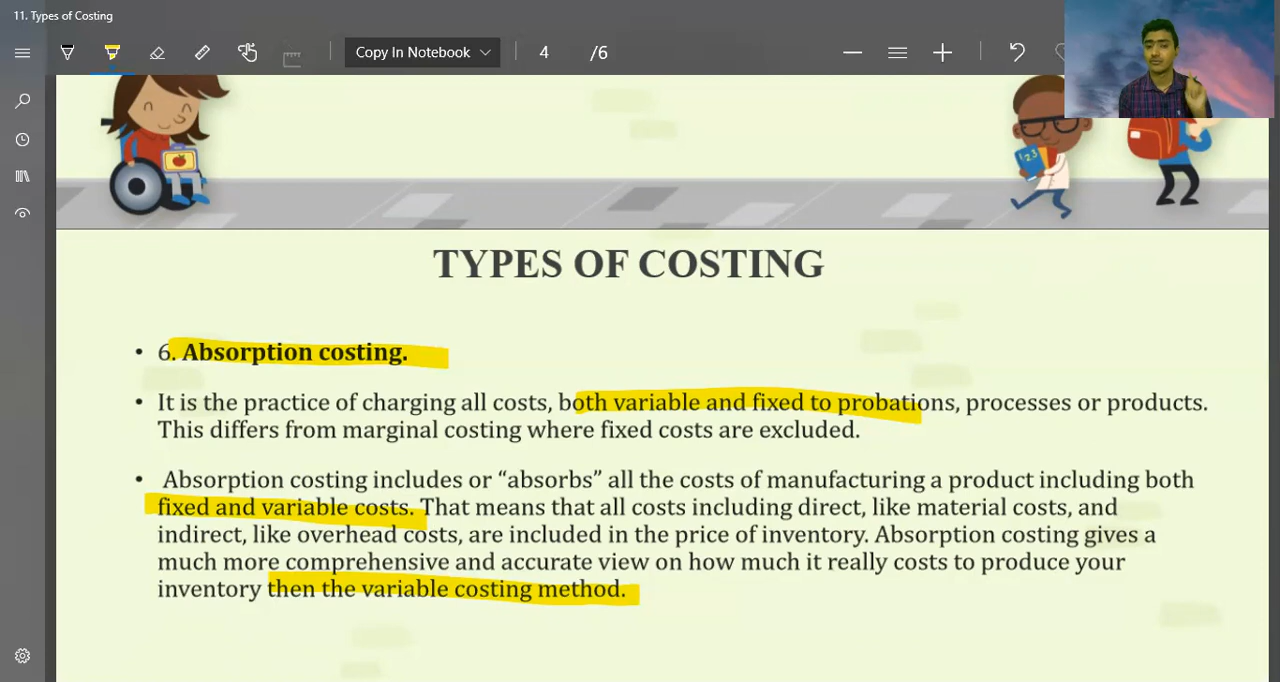 11. Types of Costing
Copy In Notebook
4
/6
1 2 3
TYPES OF COSTING
• 6. Absorption costing.
• It is the practice of charging all costs, both variable and fixed to probations, processes or products.
This differs from marginal costing where fixed costs are excluded.
• Absorption costing includes or “absorbs” all the costs of manufacturing a product including both
fixed and variable costs. That means that all costs including direct, like material costs, and
indirect, like overhead costs, are included in the price of inventory. Absorption costing gives a
much more comprehensive and accurate view on how much it really costs to produce your
inventory then the variable costing method.